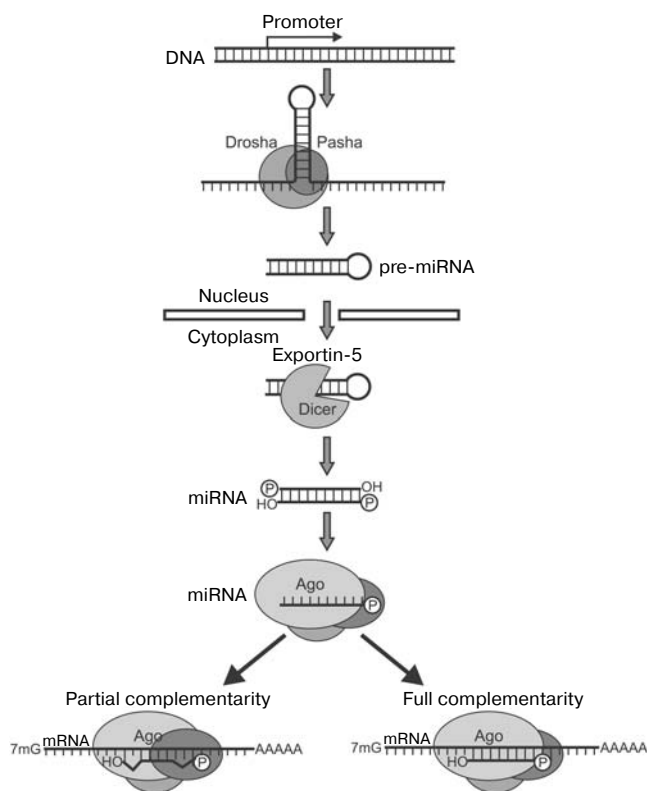 Promoter
DNA
Drosha Pasha
pre-miRNA
Nucleus
Cytoplasm
Exportin-5
Dicer
miRNA P OH
HO P
Ago
miRNA P
Partial complementarity Full complementarity
7mG mRNA Ago HO P AAAAA
7mG mRNA Ago HO P AAAAA